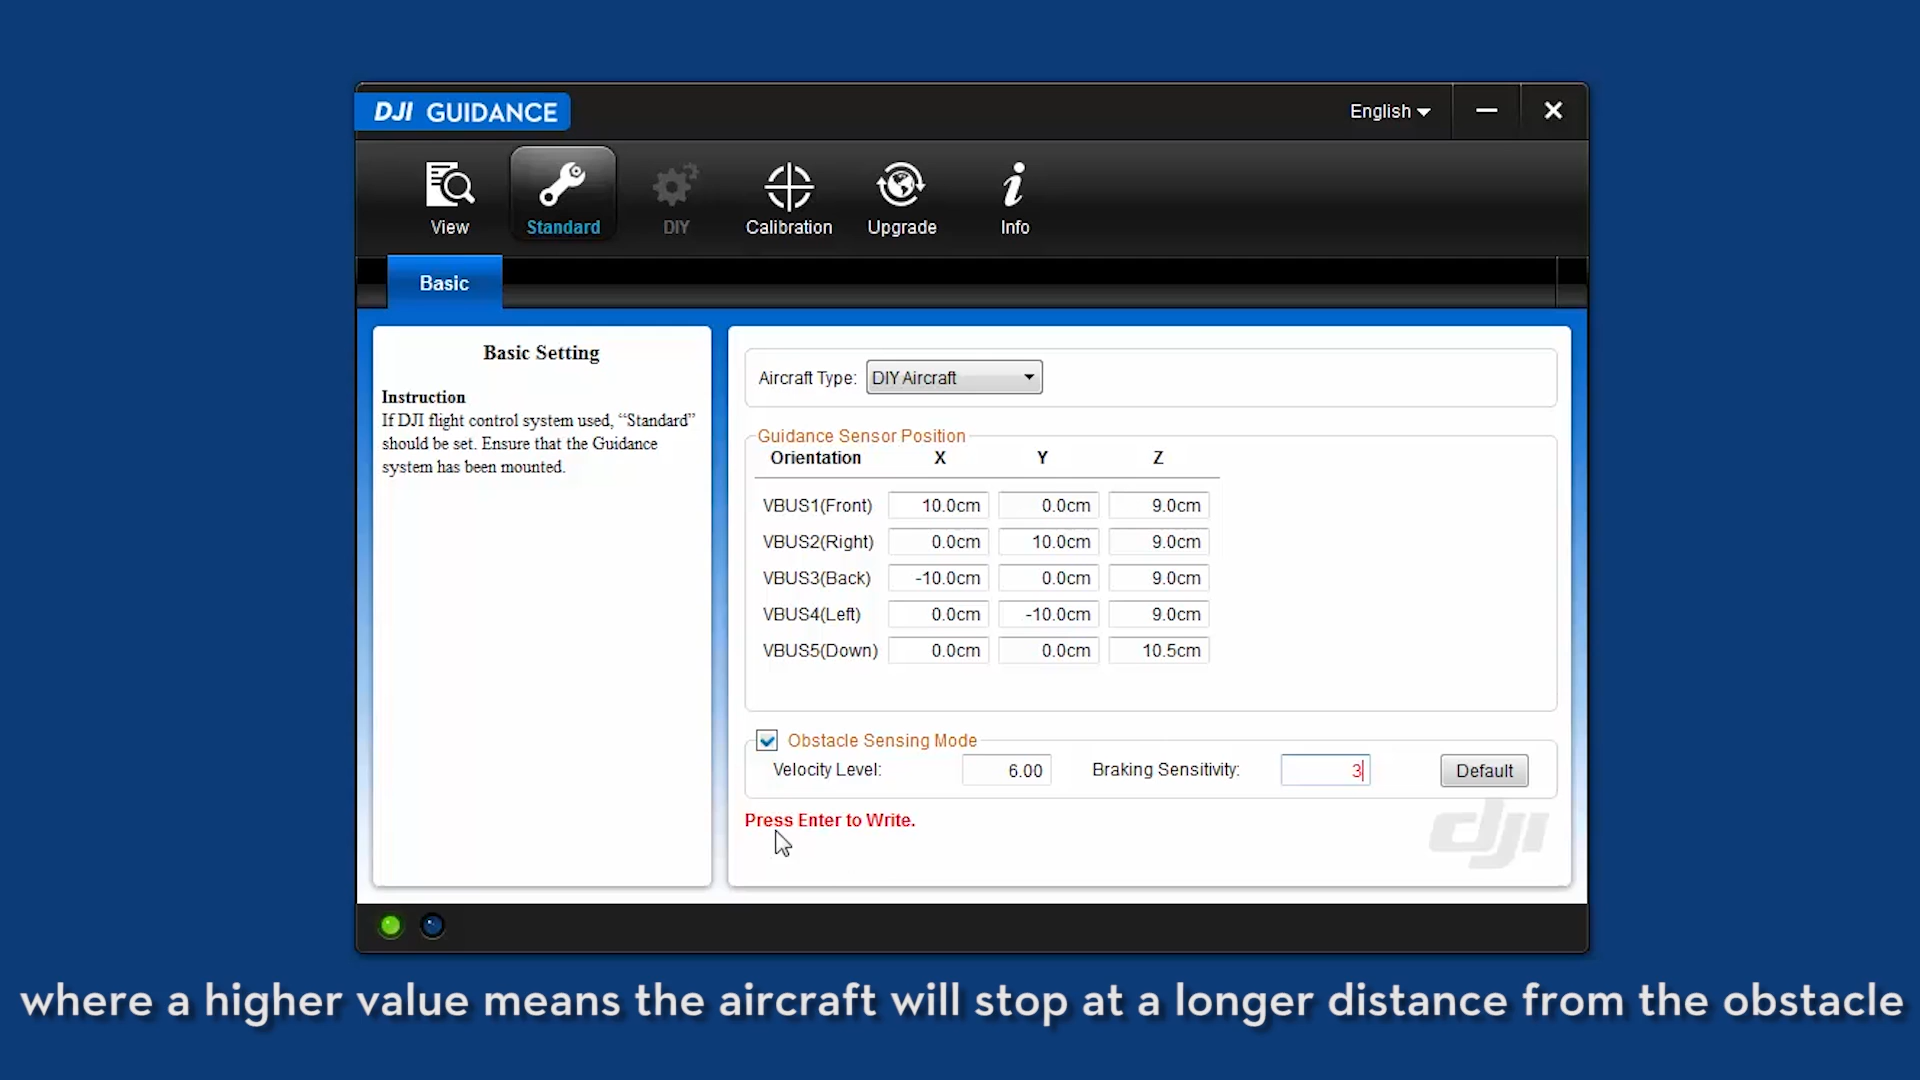 DJI GUIDANCE
English
View
Standard
DIY
Calibration
Upgrade
Info
Basic
Basic Setting
Instruction
If DJI flight control system used, “Standard”
should be set. Ensure that the Guidance
system has been mounted.
Aircraft Type: DIY Aircraft
Guidance Sensor Position
Orientation X Y Z
VBUS1(Front) 10.0cm 0.0cm 9.0cm
VBUS2(Right) 0.0cm 10.0cm 9.0cm
VBUS3(Back) -10.0cm 0.0cm 9.0cm
VBUS4(Left) 0.0cm -10.0cm 9.0cm
VBUS5(Down) 0.0cm 0.0cm 10.5cm
Obstacle Sensing Mode
Velocity Level: 6.00 Braking Sensitivity: 3 Default
Press Enter to Write.
dji
where a higher value means the aircraft will stop at a longer distance from the obstacle